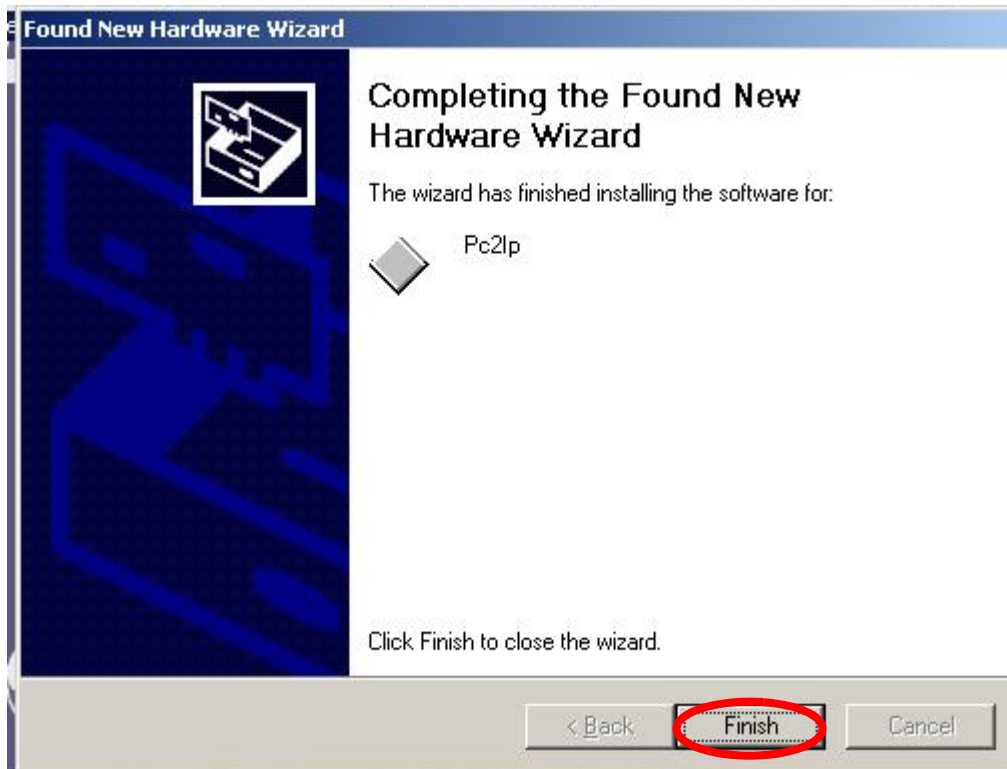 Found New Hardware Wizard
Completing the Found New
Hardware Wizard
The wizard has finished installing the software for:
Pc2Ip
Click Finish to close the wizard.
< Back
Finish
Cancel